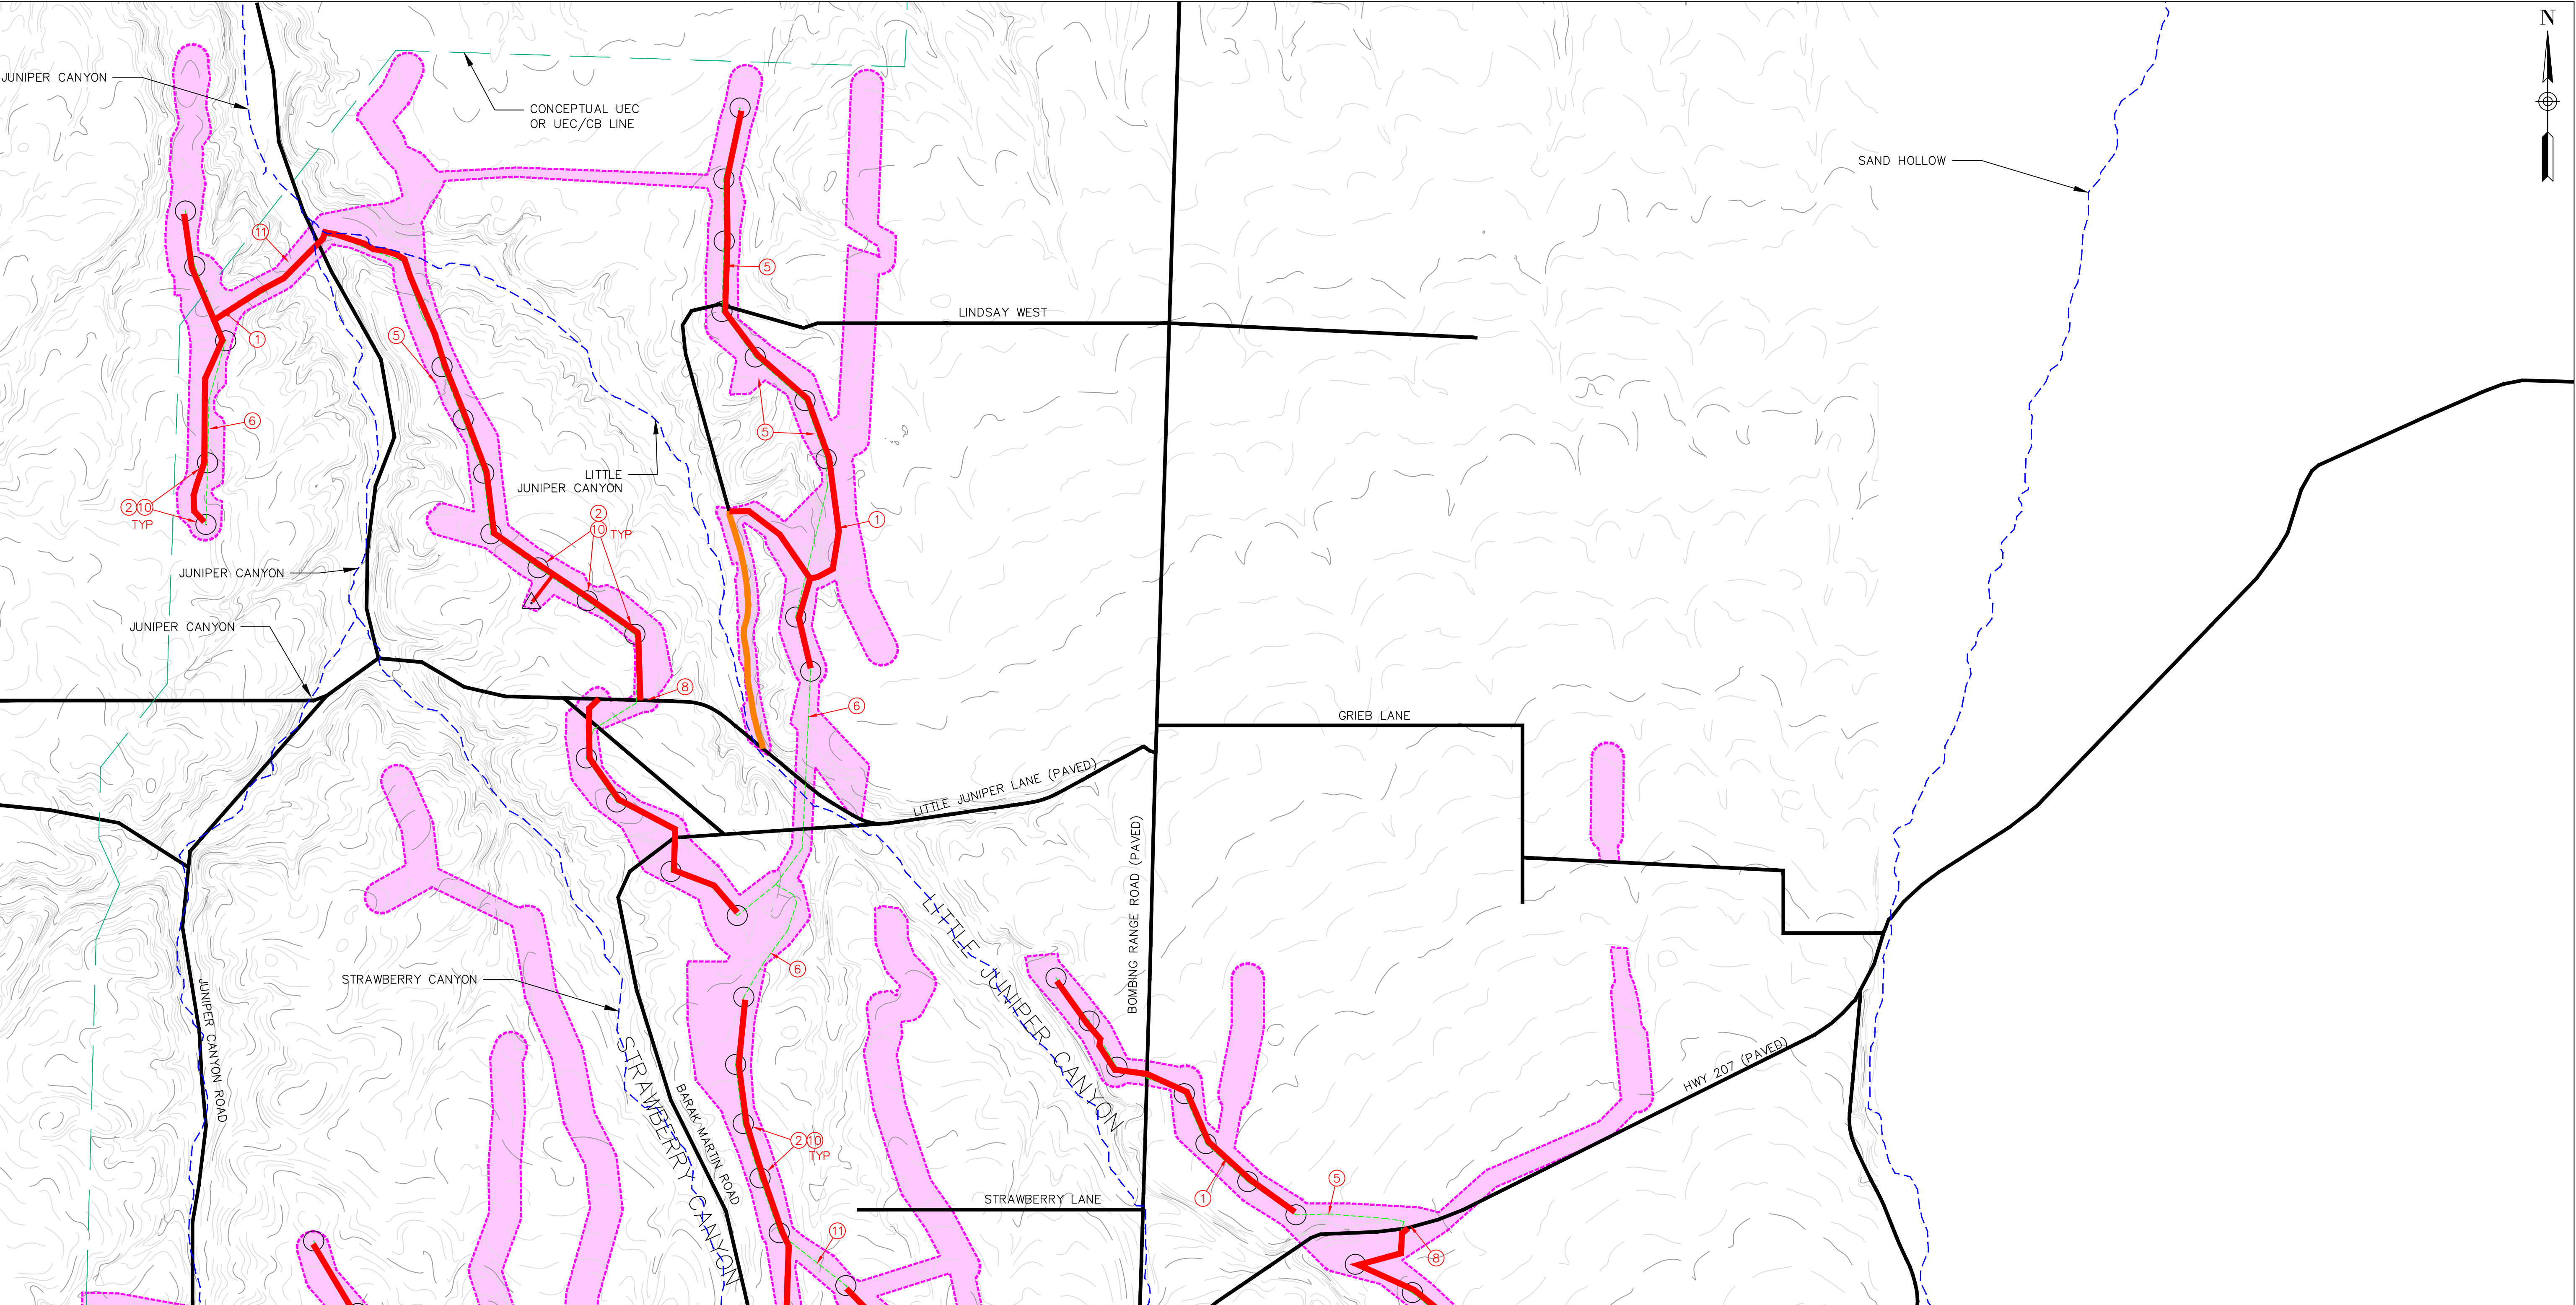 N
JUNIPER CANYON
CONCEPTUAL UEC
OR UEC/CB LINE
SAND HOLLOW
11
5
LINDSAY WEST
1
5
6
5
LITTLE
JUNIPER CANYON
2 10
TYP
2
10 TYP
1
JUNIPER CANYON
JUNIPER CANYON
8
6
GRIEB LANE
LITTLE JUNIPER LANE (PAVED)
BOMBING RANGE ROAD (PAVED)
6
STRAWBERRY CANYON
LITTLE JUNIPER CANYON
JUNIPER CANYON ROAD
STRAWBERRY CANYON
BARAK MARTIN ROAD
HWY 207 (PAVED)
2 10
TYP
1
5
STRAWBERRY LANE
11
8